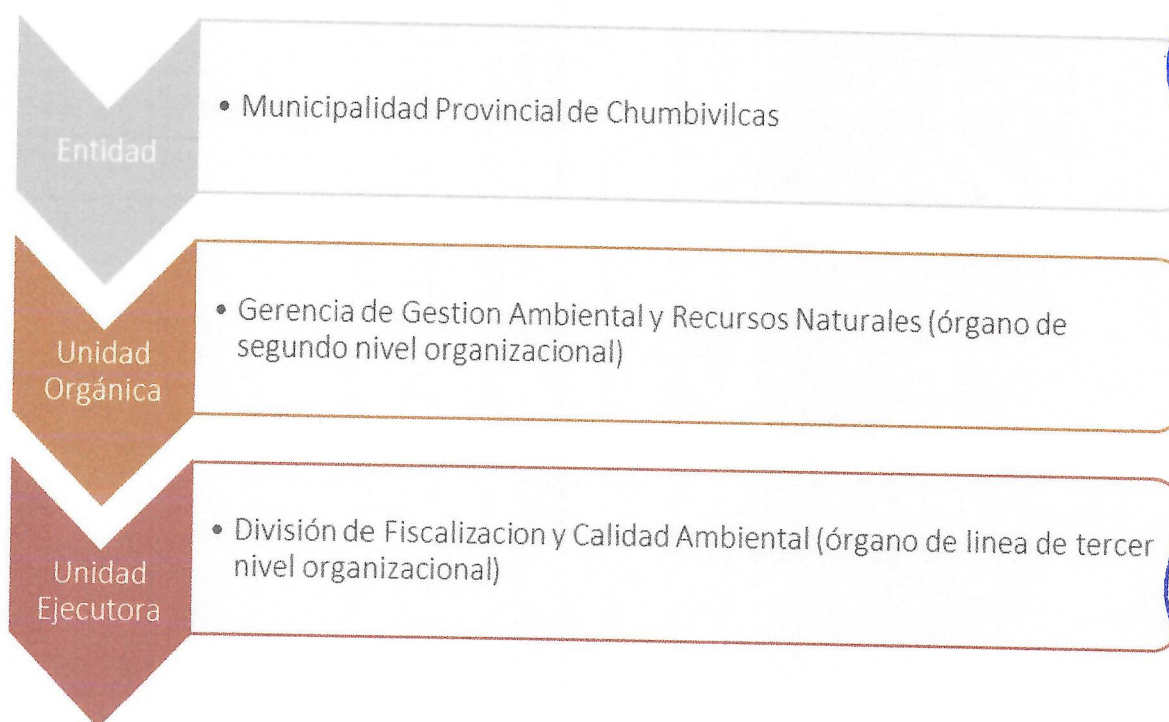 Entidad
• Municipalidad Provincial de Chumbivilcas
Unidad
Orgánica
• Gerencia de Gestion Ambiental y Recursos Naturales (órgano de
segundo nivel organizacional)
Unidad
Ejecutora
• División de Fiscalizacion y Calidad Ambiental (órgano de linea de tercer
nivel organizacional)